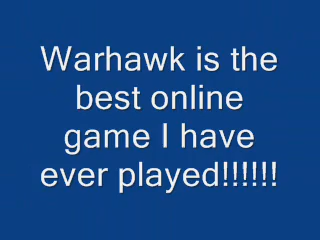 Warhawk is the
best online
game I have
ever played!!!!!!